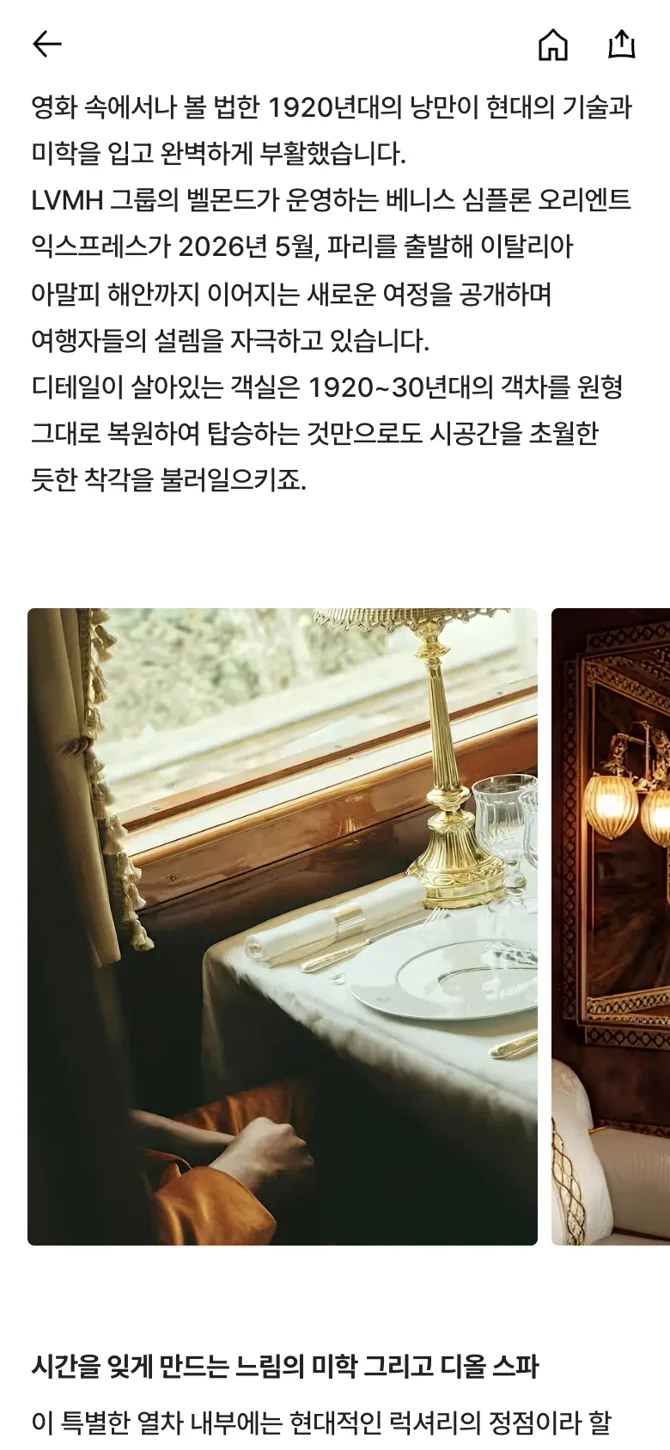 영화 속에서나 볼 법한 1920년대의 낭만이 현대의 기술과
미학을 입고 완벽하게 부활했습니다.
LVMH 그룹의 벨몬드가 운영하는 베니스 심플론 오리엔트
익스프레스가 2026년 5월, 파리를 출발해 이탈리아
아말피 해안까지 이어지는 새로운 여정을 공개하며
여행자들의 설렘을 자극하고 있습니다.
디테일이 살아있는 객실은 1920~30년대의 객차를 원형
그대로 복원하여 탑승하는 것만으로도 시공간을 초월한
듯한 착각을 불러일으키죠.
시간을 잊게 만드는 느림의 미학 그리고 디올 스파
이 특별한 열차 내부에는 현대적인 럭셔리의 정점이라 할